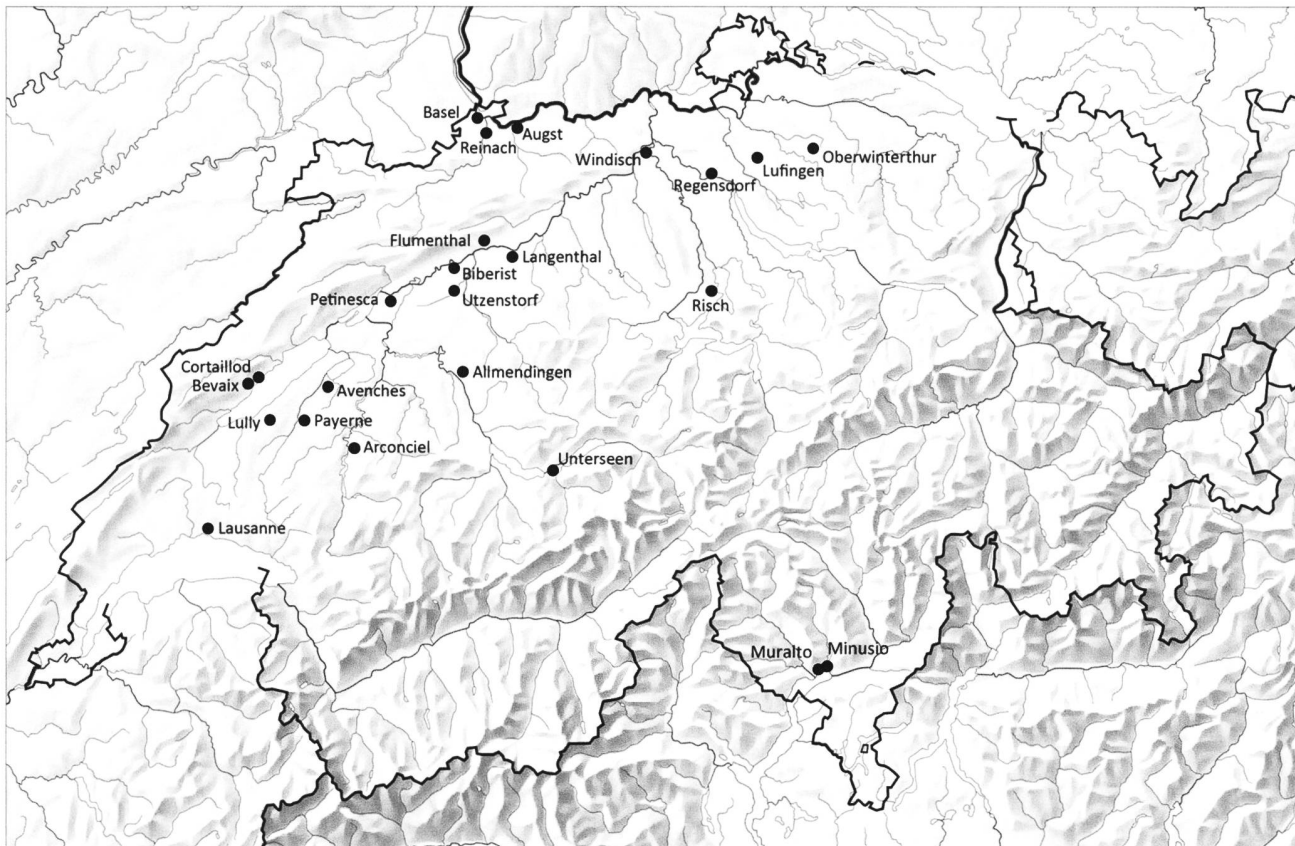 Basel
Reinach
Augst
Windisch
Oberwinterthur
Lufingen
Regensdorf
Flumenthal
Langenthal
Biberist
Petinesca
Utzenstorf
Risch
Cortaillod
Bevaix
Allmendingen
Avenches
Lully
Payerne
Arconciel
Unterseen
Lausanne
Muralto
Minusio